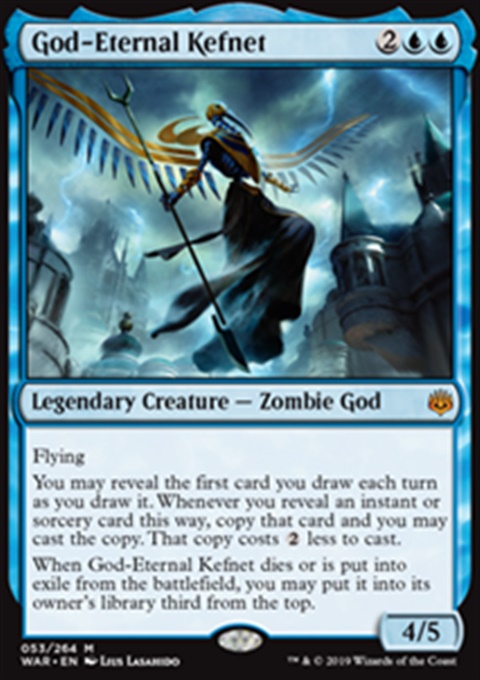 God-Eternal Kefnet 2
Legendary Creature — Zombie God
Flying
You may reveal the first card you draw each turn
as you draw it. Whenever you reveal an instant or
sorcery card this way, copy that card and you may
cast the copy. That copy costs 2 less to cast.
When God-Eternal Kefnet dies or is put into
exile from the battlefield, you may put it into its
owner's library third from the top.
4/5
053/264 M
WAR • EN Lius Lasahido
™ & © 2019 Wizards of the Coast